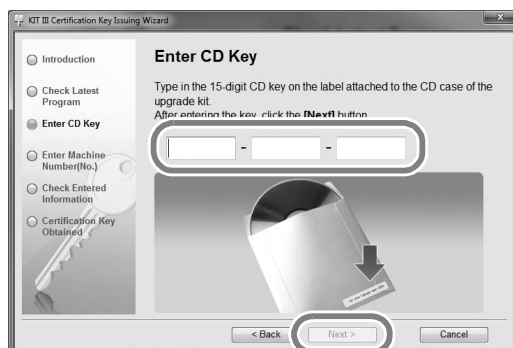 KIT III Certification Key Issuing Wizard
Introduction
Check Latest
Program
Enter CD Key
Enter Machine
Number(No.)
Check Entered
Information
Certification Key
Obtained
Enter CD Key
Type in the 15-digit CD key on the label attached to the CD case of the
upgrade kit.
After entering the key, click the [Next] button.
- -
< Back
Next >
Cancel